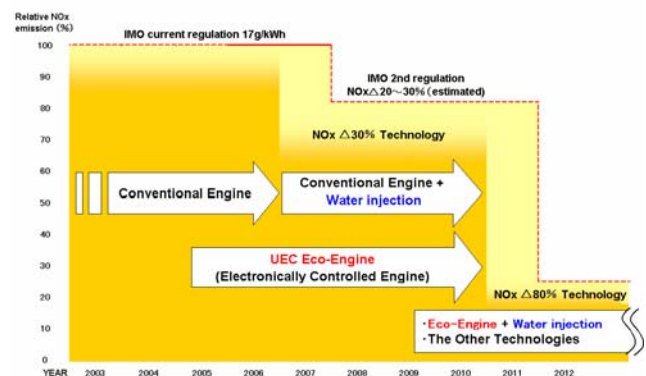 Relative NOx
emission (%)
IMO current regulation 17g/kWh
100
90
80
70
60
50
40
30
20
10
0
IMO 2nd regulation
NOx△20～30% (estimated)
NOx △30% Technology
Conventional Engine
Conventional Engine +
Water injection
UEC Eco-Engine
(Electronically Controlled Engine)
NOx △80% Technology
・Eco-Engine + Water injection
・The Other Technologies
YEAR 2003 2004 2005 2006 2007 2008 2009 2010 2011 2012